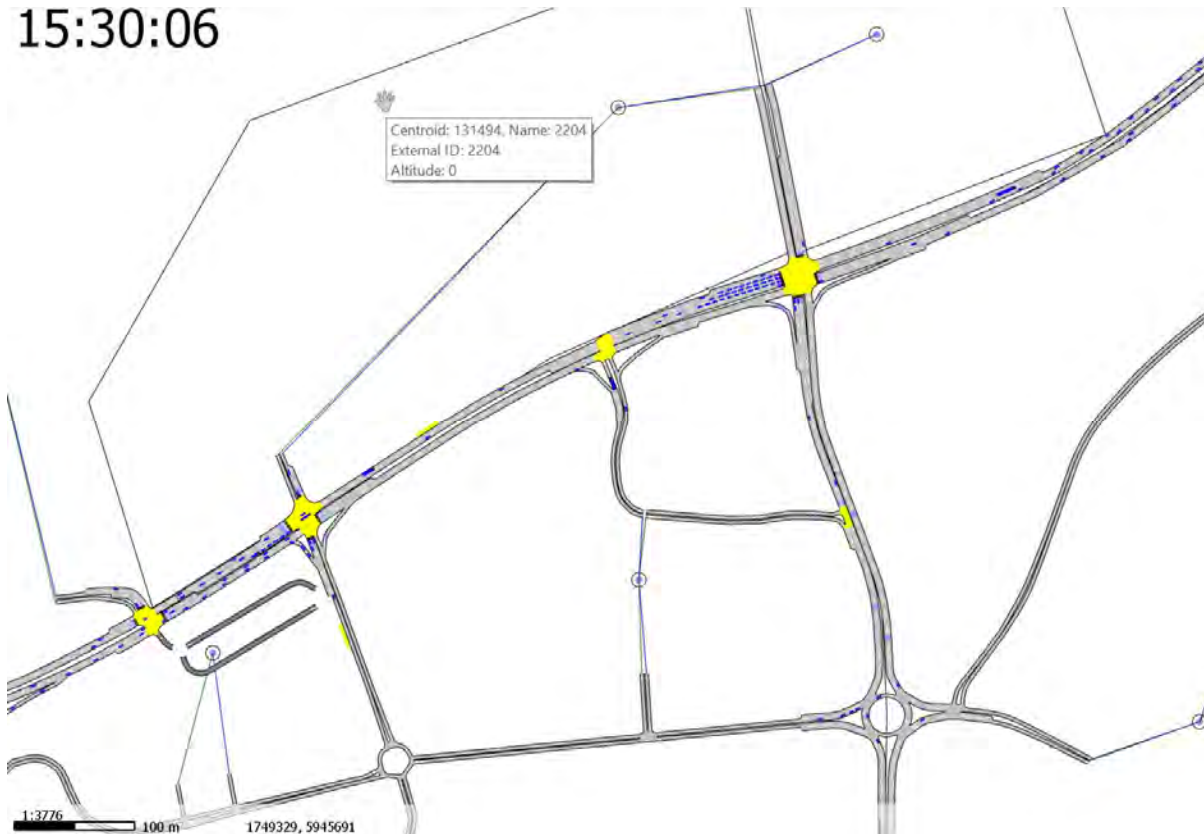 15:30:06
Centroid: 131494, Name: 2204
External ID: 2204
Altitude: 0
1:3776
100 m
1749329, 5945691